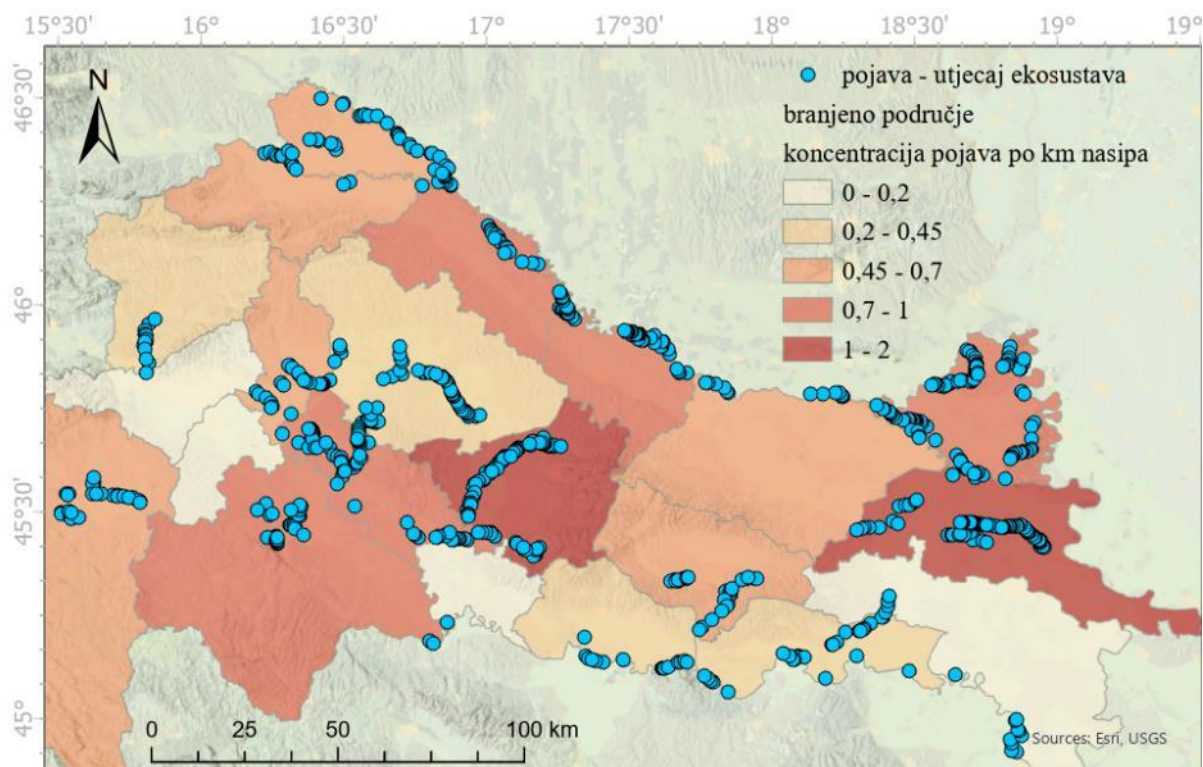 15°30' 16° 16°30' 17° 17°30' 18° 18°30' 19° 19°
46°30'
46°
45°30'
45°
N
pojava - utjecaj ekosustava
branjeno područje
koncentracija pojava po km nasipa
0 - 0,2
0,2 - 0,45
0,45 - 0,7
0,7 - 1
1 - 2
0 25 50 100 km
Sources: Esri, USGS